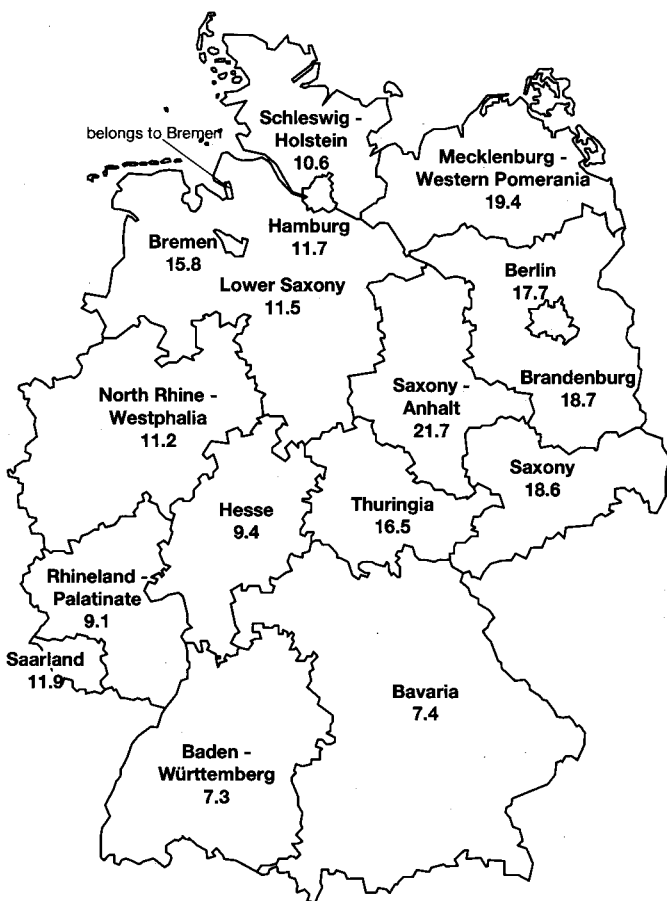 belongs to Bremen
Schleswig -
Holstein
10.6
Mecklenburg -
Western Pomerania
19.4
Hamburg
11.7
Bremen
15.8
Lower Saxony
11.5
Berlin
17.7
Brandenburg
18.7
Saxony -
Anhalt
21.7
North Rhine -
Westphalia
11.2
Saxony
18.6
Thuringia
16.5
Hesse
9.4
Rhineland -
Palatinate
9.1
Saarland
11.9
Bavaria
7.4
Baden -
Württemberg
7.3